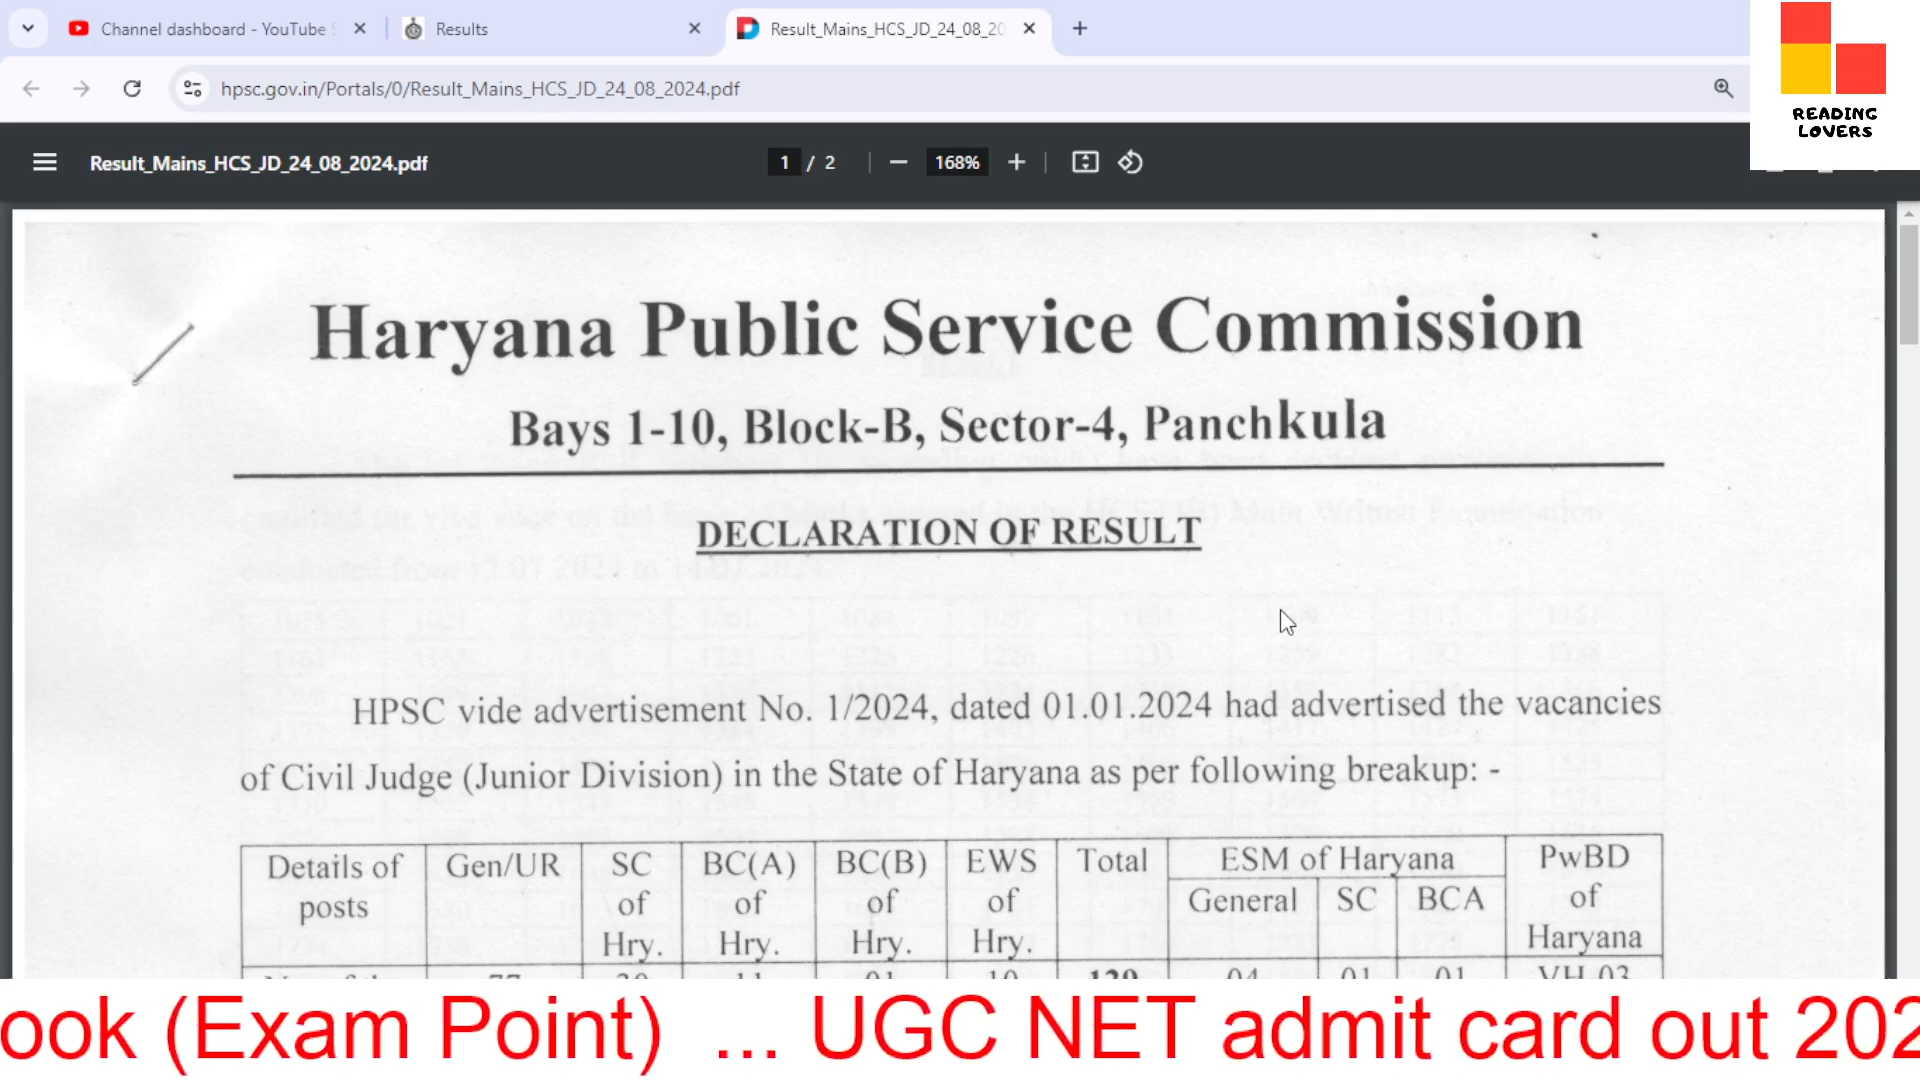 Channel dashboard - YouTube
Results
Result_Mains_HCS_JD_24_08_20
hpsc.gov.in/Portals/0/Result_Mains_HCS_JD_24_08_2024.pdf
READING
LOVERS
Result_Mains_HCS_JD_24_08_2024.pdf
1 / 2
168%
Haryana Public Service Commission
Bays 1-10, Block-B, Sector-4, Panchkula
DECLARATION OF RESULT
HPSC vide advertisement No. 1/2024, dated 01.01.2024 had advertised the vacancies
of Civil Judge (Junior Division) in the State of Haryana as per following breakup: -
Details of posts Gen/UR SC of Hry. BC(A) of Hry. BC(B) of Hry. EWS of Hry. Total ESM of Haryana General SC BCA PwBD of Haryana
ook (Exam Point) ... UGC NET admit card out 202